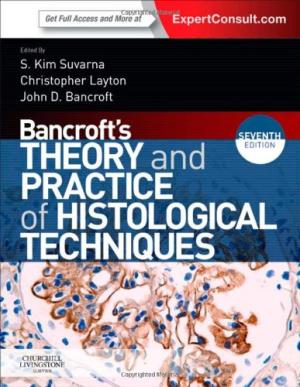 Get Full Access and More at
ExpertConsult.com
Edited By
S. Kim Suvarna
Christopher Layton
John D. Bancroft
Bancroft's
THEORY and
PRACTICE
of HISTOLOGICAL
TECHNIQUES
SEVENTH
EDITION
CHURCHILL
LIVINGSTONE
ELSEVIER